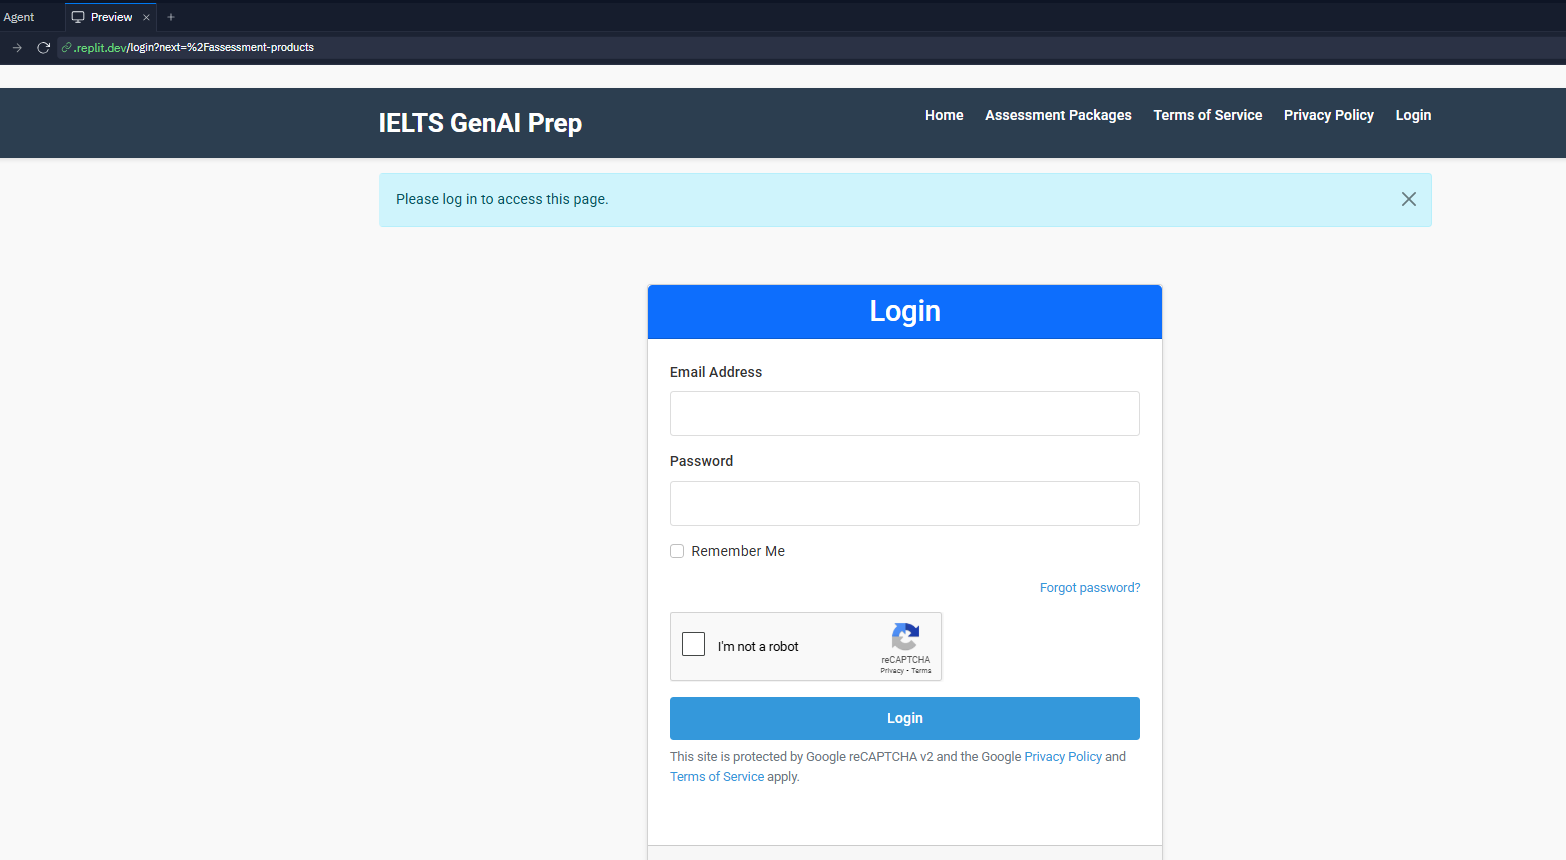 Agent
Preview
.replit.dev/login?next=%2Fassessment-products
IELTS GenAI Prep
Home Assessment Packages Terms of Service Privacy Policy Login
Please log in to access this page.
Login
Email Address
Password
Remember Me
Forgot password?
I'm not a robot
reCAPTCHA
Privacy - Terms
Login
This site is protected by Google reCAPTCHA v2 and the Google Privacy Policy and
Terms of Service apply.